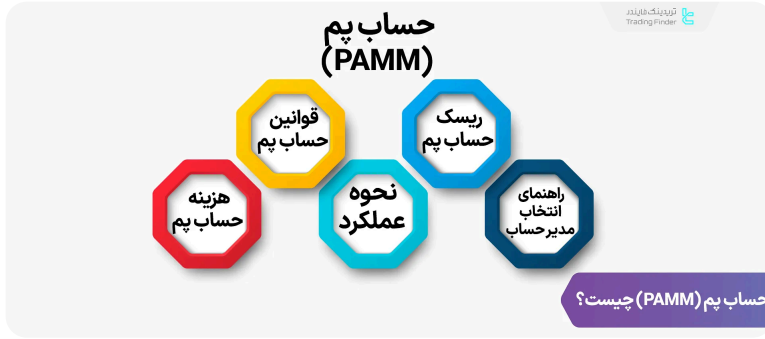 تریدینگ فایندر
Trading Finder
حساب پم
(PAMM)
ریسک
حساب پم
قوانین
حساب پم
راهنمای
انتخاب
مدیر حساب
نحوه
عملکرد
هزینه
حساب پم
حساب پم (PAMM) چیست؟